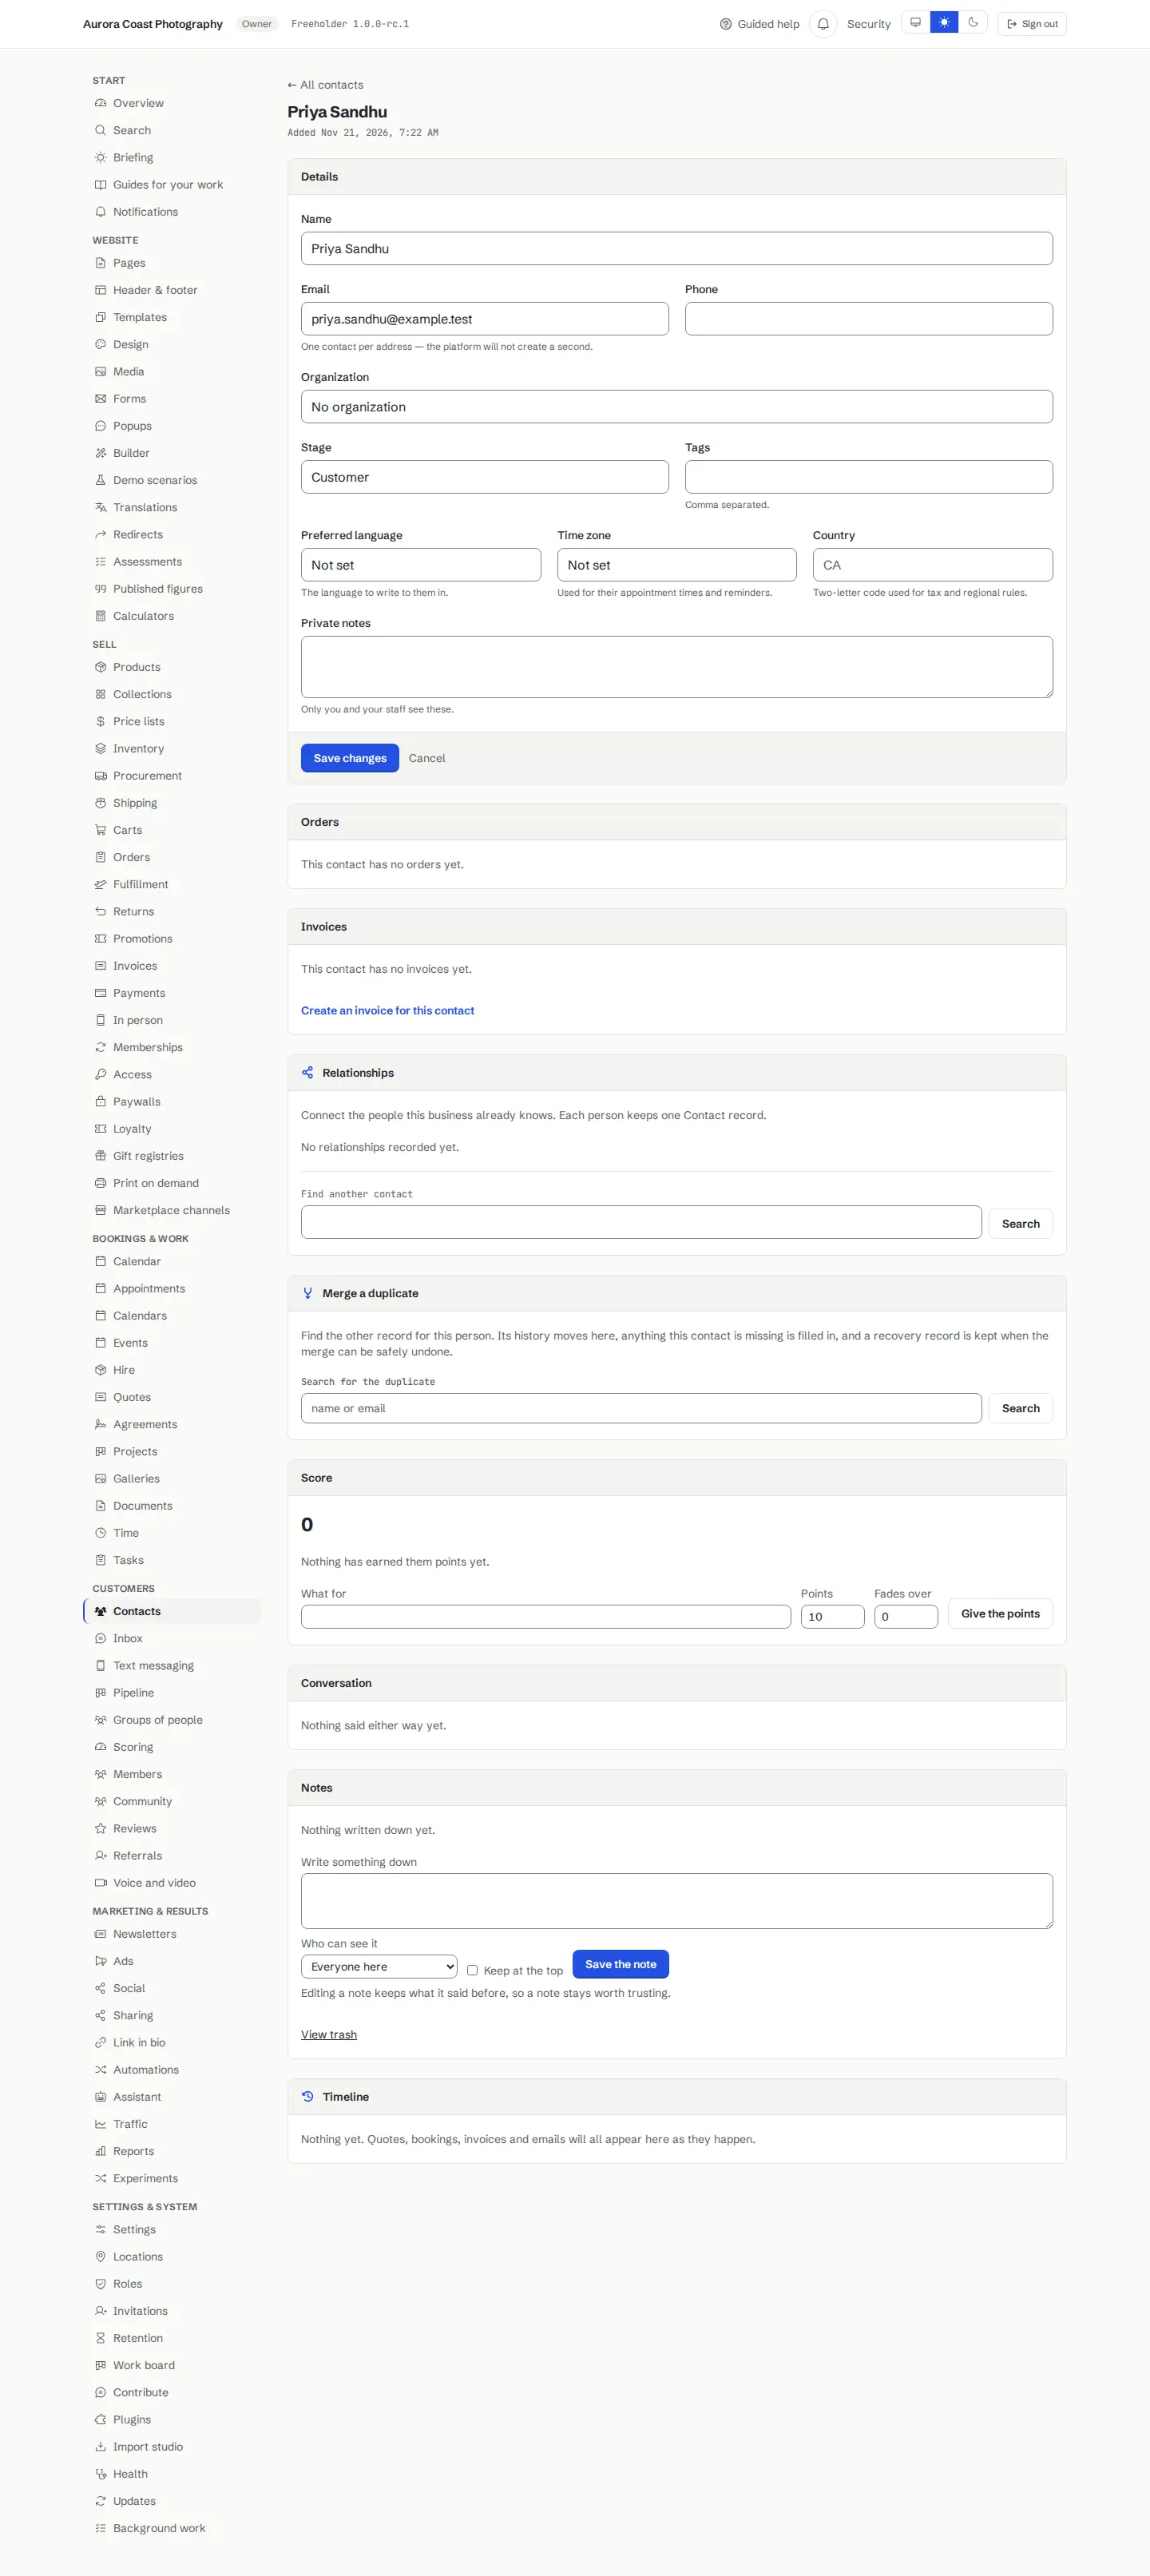 Aurora Coast Photography
Owner
Freeholder 1.0.0-rc.1
Guided help
Security
Sign out
START
Overview
Search
Briefing
Guides for your work
Notifications
WEBSITE
Pages
Header & footer
Templates
Design
Media
Forms
Popups
Builder
Demo scenarios
Translations
Redirects
Assessments
Published figures
Calculators
SELL
Products
Collections
Price lists
Inventory
Procurement
Shipping
Carts
Orders
Fulfillment
Returns
Promotions
Invoices
Payments
In person
Memberships
Access
Paywalls
Loyalty
Gift registries
Print on demand
Marketplace channels
BOOKINGS & WORK
Calendar
Appointments
Calendars
Events
Hire
Quotes
Agreements
Projects
Galleries
Documents
Time
Tasks
CUSTOMERS
Contacts
Inbox
Text messaging
Pipeline
Groups of people
Scoring
Members
Community
Reviews
Referrals
Voice and video
MARKETING & RESULTS
Newsletters
Ads
Social
Sharing
Link in bio
Automations
Assistant
Traffic
Reports
Experiments
SETTINGS & SYSTEM
Settings
Locations
Roles
Invitations
Retention
Work board
Contribute
Plugins
Import studio
Health
Updates
Background work
← All contacts
Priya Sandhu
Added Nov 21, 2026, 7:22 AM
Details
Name
Priya Sandhu
Email
Phone
priya.sandhu@example.test
One contact per address — the platform will not create a second.
Organization
No organization
Stage
Tags
Customer
Comma separated.
Preferred language
Time zone
Country
Not set
Not set
CA
The language to write to them in.
Used for their appointment times and reminders.
Two-letter code used for tax and regional rules.
Private notes
Only you and your staff see these.
Save changes
Cancel
Orders
This contact has no orders yet.
Invoices
This contact has no invoices yet.
Create an invoice for this contact
Relationships
Connect the people this business already knows. Each person keeps one Contact record.
No relationships recorded yet.
Find another contact
Search
Merge a duplicate
Find the other record for this person. Its history moves here, anything this contact is missing is filled in, and a recovery record is kept when the
merge can be safely undone.
Search for the duplicate
name or email
Search
Score
0
Nothing has earned them points yet.
What for
Points
Fades over
10
0
Give the points
Conversation
Nothing said either way yet.
Notes
Nothing written down yet.
Write something down
Who can see it
Everyone here
Keep at the top
Save the note
Editing a note keeps what it said before, so a note stays worth trusting.
View trash
Timeline
Nothing yet. Quotes, bookings, invoices and emails will all appear here as they happen.